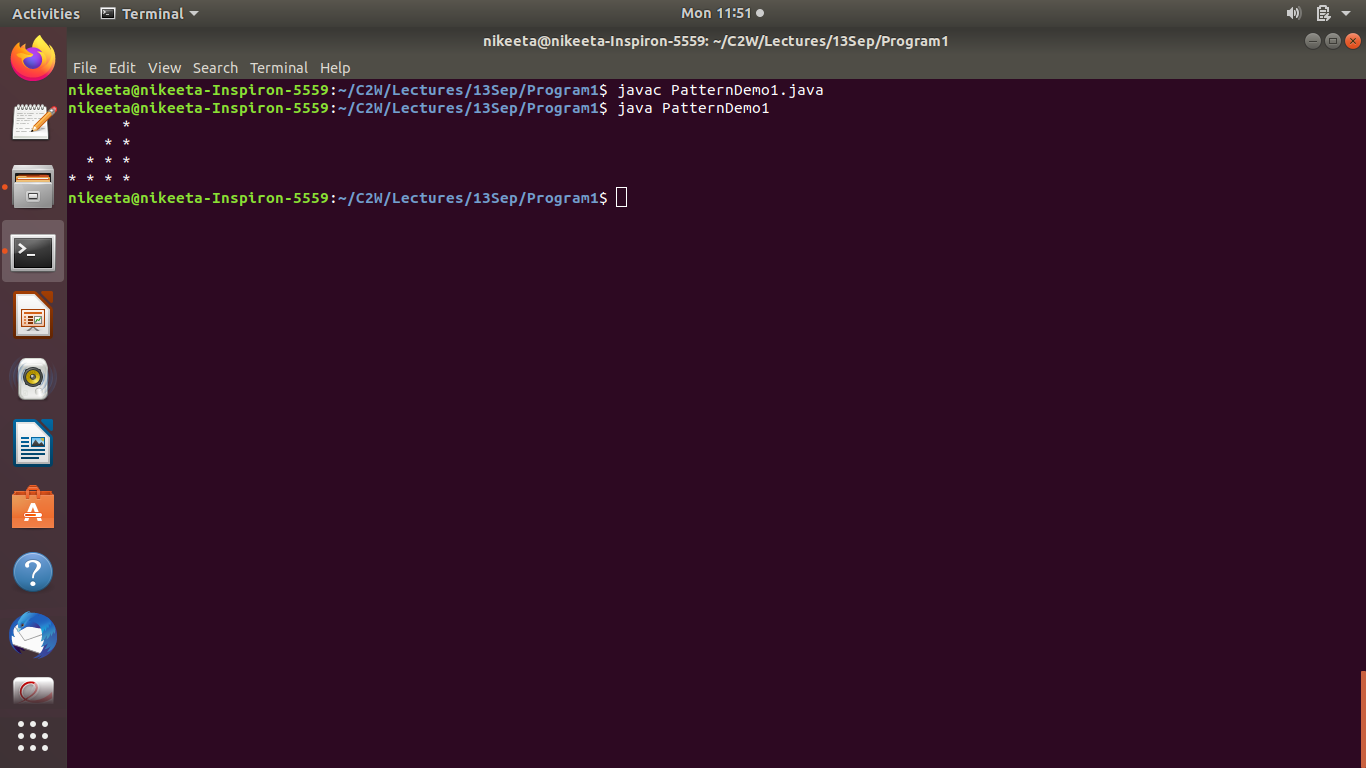 Activities Terminal Mon 11:51
nikeeta@nikeeta-Inspiron-5559: ~/C2W/Lectures/13Sep/Program1
File Edit View Search Terminal Help
nikeeta@nikeeta-Inspiron-5559:~/C2W/Lectures/13Sep/Program1$ javac PatternDemo1.java
nikeeta@nikeeta-Inspiron-5559:~/C2W/Lectures/13Sep/Program1$ java PatternDemo1
      *
    * *
  * * *
* * * *
nikeeta@nikeeta-Inspiron-5559:~/C2W/Lectures/13Sep/Program1$